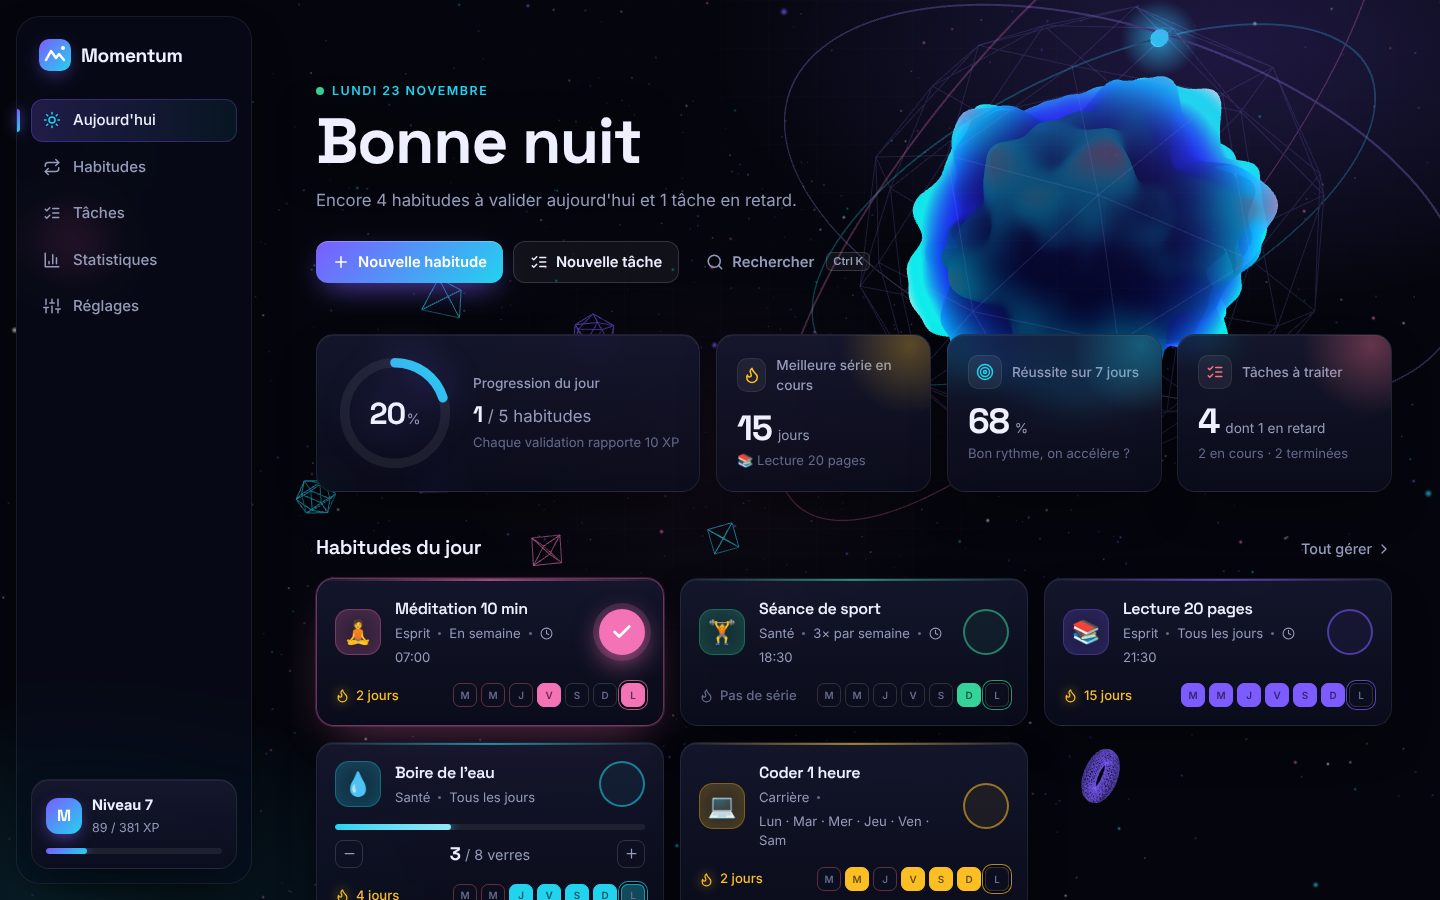 Momentum
Aujourd'hui
Habitudes
Tâches
Statistiques
Réglages
M
Niveau 7
89 / 381 XP
LUNDI 23 NOVEMBRE
Bonne nuit
Encore 4 habitudes à valider aujourd'hui et 1 tâche en retard.
Nouvelle habitude
Nouvelle tâche
Rechercher
Ctrl K
20%
Progression du jour
1 / 5 habitudes
Chaque validation rapporte 10 XP
Meilleure série en
cours
15 jours
Lecture 20 pages
Réussite sur 7 jours
68 %
Bon rythme, on accélère ?
Tâches à traiter
4 dont 1 en retard
2 en cours · 2 terminées
Habitudes du jour
Tout gérer
Méditation 10 min
Esprit • En semaine •
07:00
2 jours
M M J V S D L
Séance de sport
Santé • 3× par semaine •
18:30
Pas de série
M M J V S D L
Lecture 20 pages
Esprit • Tous les jours •
21:30
15 jours
M M J V S D L
Boire de l'eau
Santé • Tous les jours
− 3 / 8 verres +
4 jours
M M J V S D L
Coder 1 heure
Carrière •
Lun · Mar · Mer · Jeu · Ven ·
Sam
2 jours
M M J V S D L